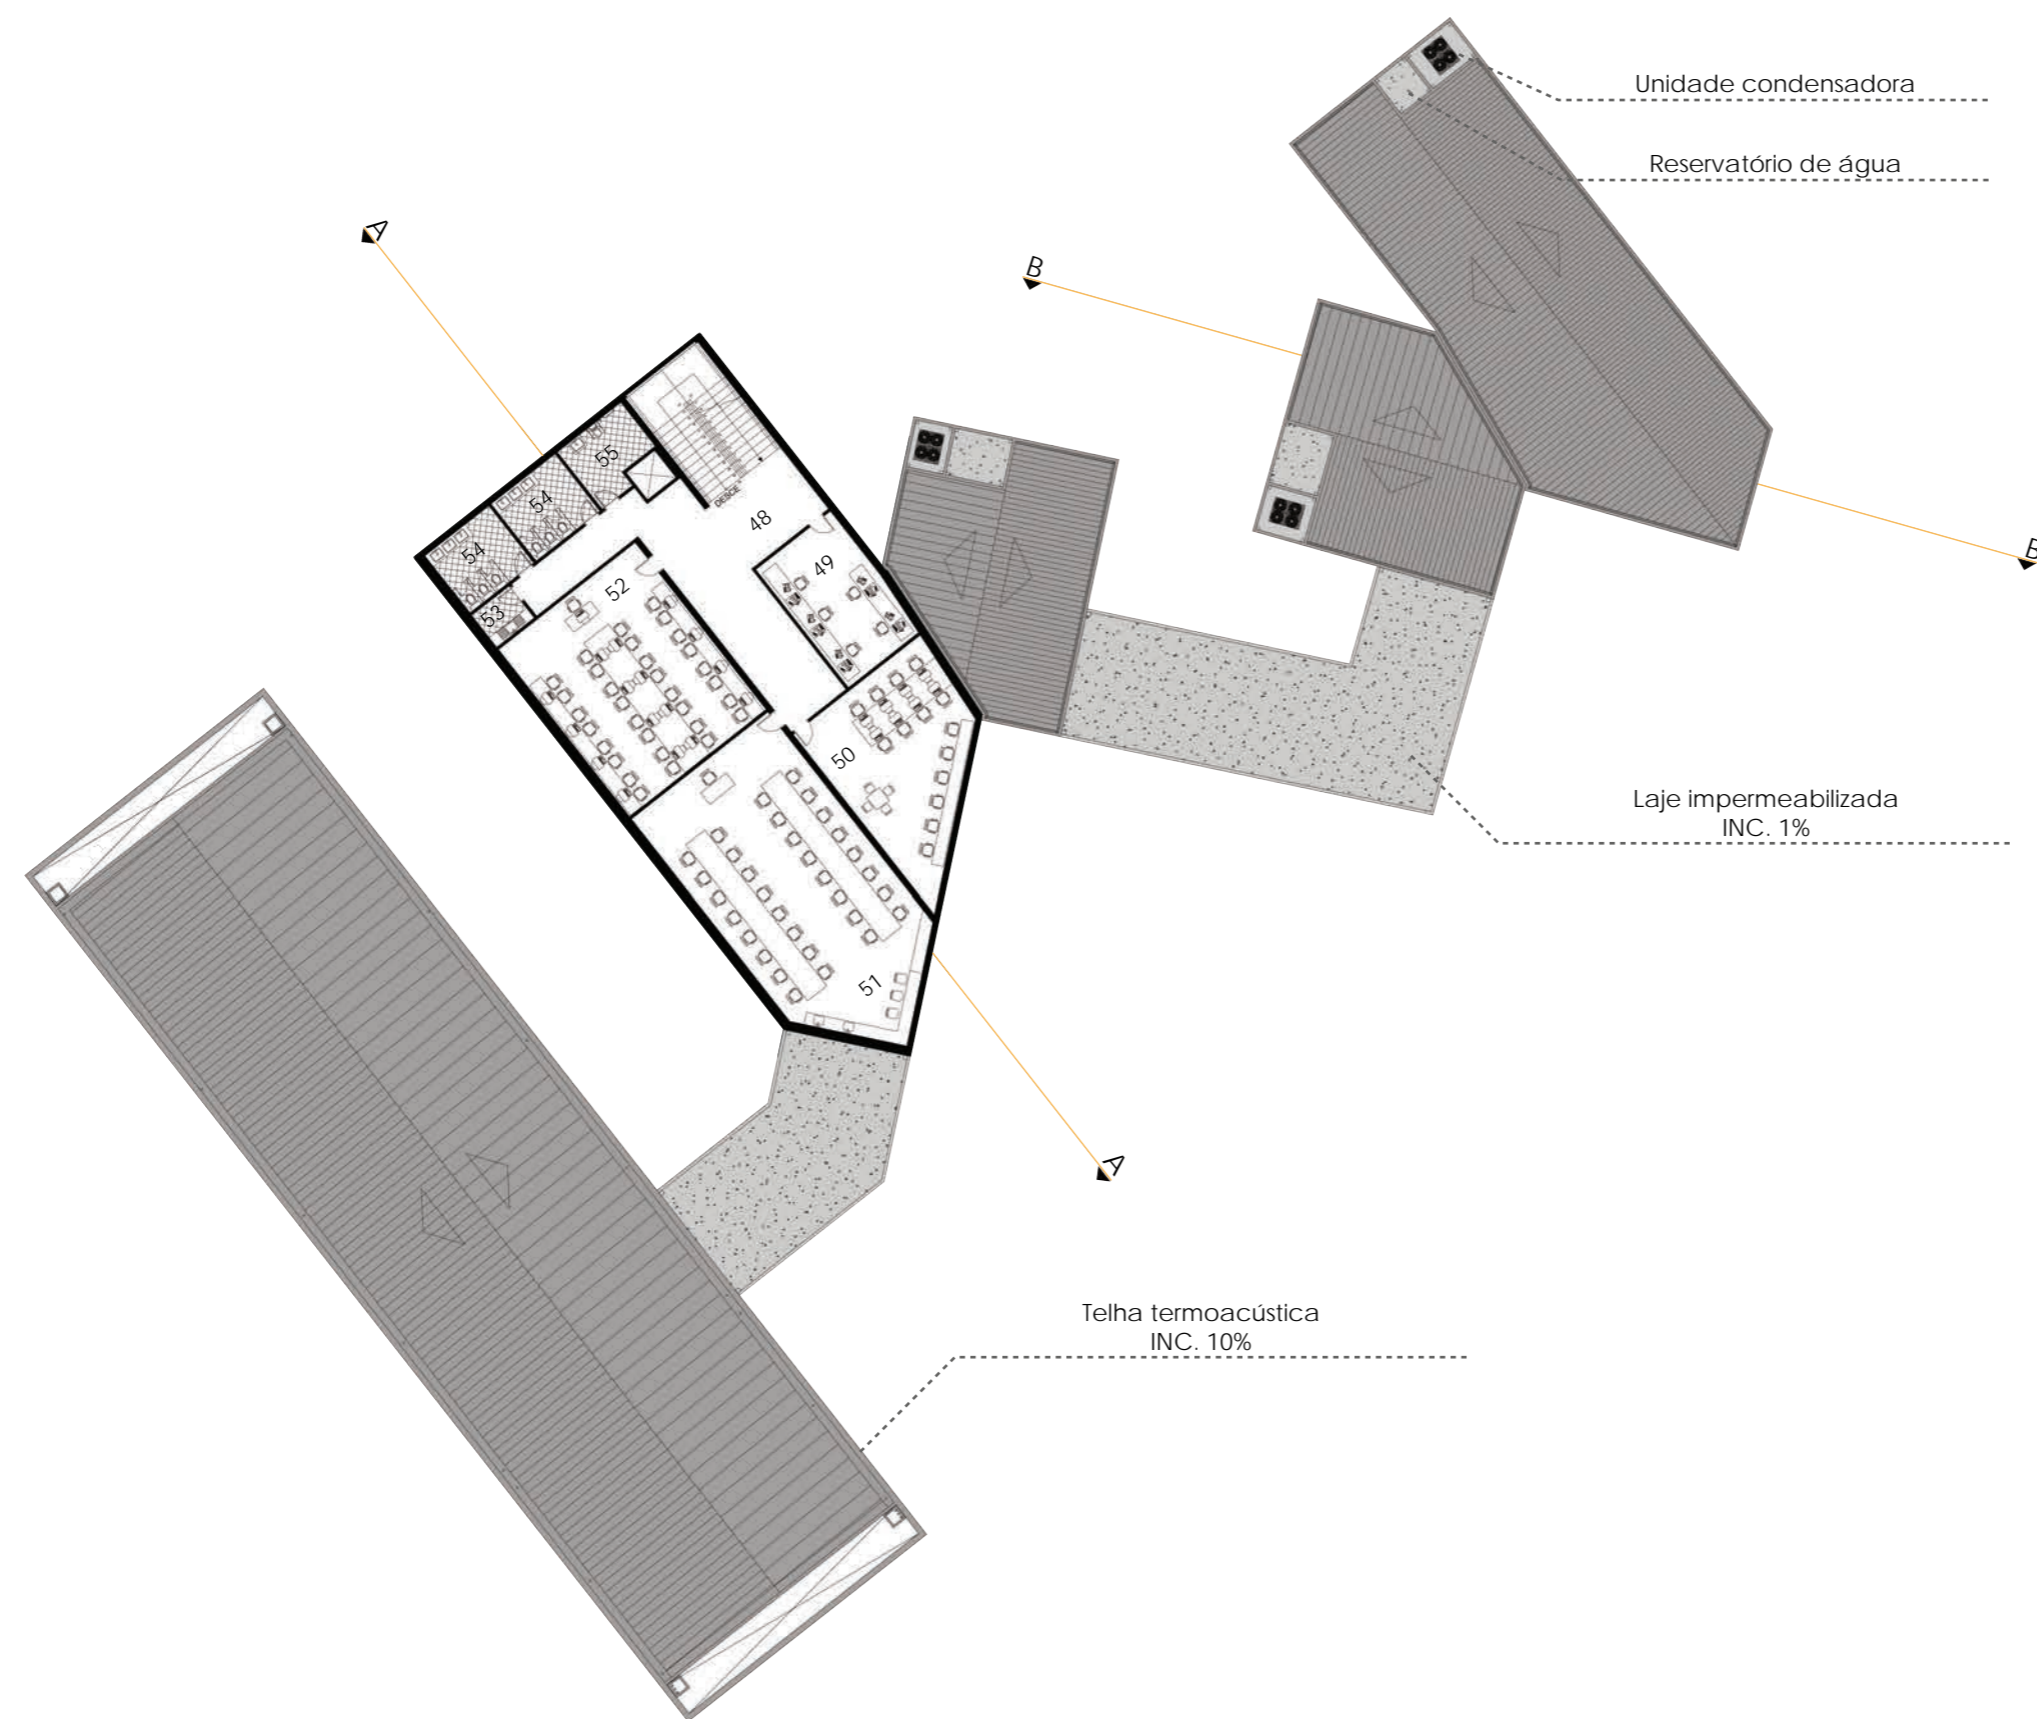 Unidade condensadora
Reservatório de água
A
B
55
54
DESCE
48
54
49
B
52
53
50
Laje impermeabilizada
INC. 1%
51
A
Telha termoacústica
INC. 10%